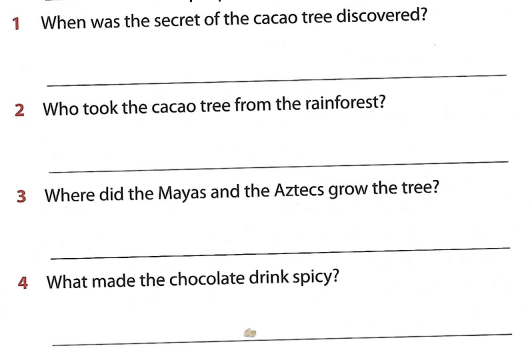 1 When was the secret of the cacao tree discovered?
2 Who took the cacao tree from the rainforest?
3 Where did the Mayas and the Aztecs grow the tree?
4 What made the chocolate drink spicy?